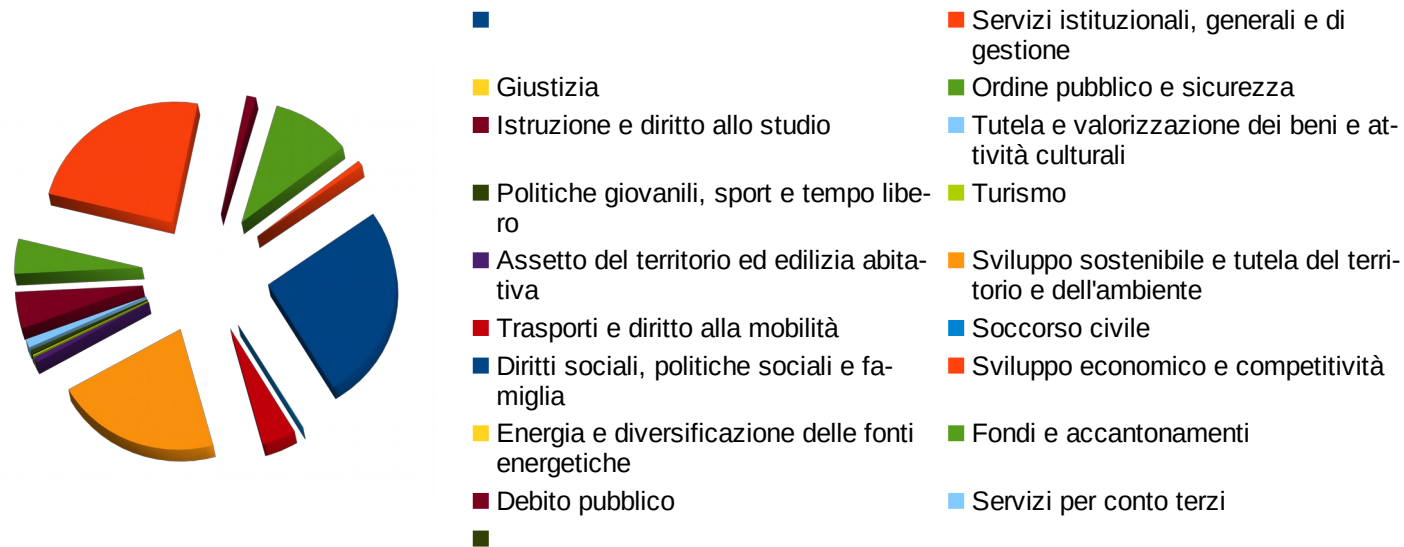 Servizi istituzionali, generali e di
gestione
Giustizia
Ordine pubblico e sicurezza
Istruzione e diritto allo studio
Tutela e valorizzazione dei beni e at-
tività culturali
Politiche giovanili, sport e tempo libe-
ro
Turismo
Assetto del territorio ed edilizia abita-
tiva
Sviluppo sostenibile e tutela del terri-
torio e dell'ambiente
Trasporti e diritto alla mobilità
Soccorso civile
Diritti sociali, politiche sociali e fa-
miglia
Sviluppo economico e competitività
Energia e diversificazione delle fonti
energetiche
Fondi e accantonamenti
Debito pubblico
Servizi per conto terzi